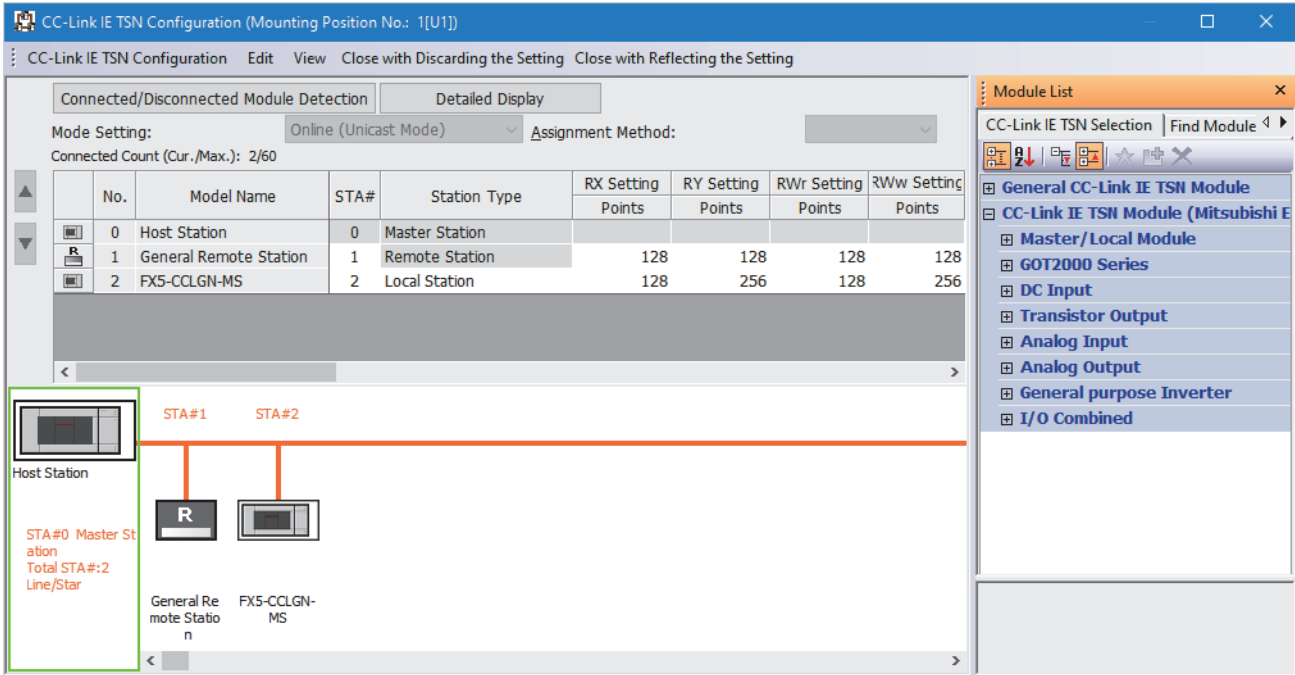 CC-Link IE TSN Configuration (Mounting Position No.: 1[U1])
CC-Link IE TSN Configuration Edit View Close with Discarding the Setting Close with Reflecting the Setting
Connected/Disconnected Module Detection Detailed Display
Mode Setting: Online (Unicast Mode) Assignment Method:
Connected Count (Cur./Max.): 2/60
No. Model Name STA# Station Type RX Setting RY Setting RWr Setting RWw Setting
Points Points Points Points
0 Host Station 0 Master Station
R 1 General Remote Station 1 Remote Station 128 128 128 128
2 FX5-CCLGN-MS 2 Local Station 128 256 128 256
STA#1 STA#2
Host Station
R
STA#0 Master St
ation
Total STA#:2
Line/Star
General Re
mote Statio
n
FX5-CCLGN-
MS
Module List
CC-Link IE TSN Selection Find Module
General CC-Link IE TSN Module
CC-Link IE TSN Module (Mitsubishi E
Master/Local Module
GOT2000 Series
DC Input
Transistor Output
Analog Input
Analog Output
General purpose Inverter
I/O Combined